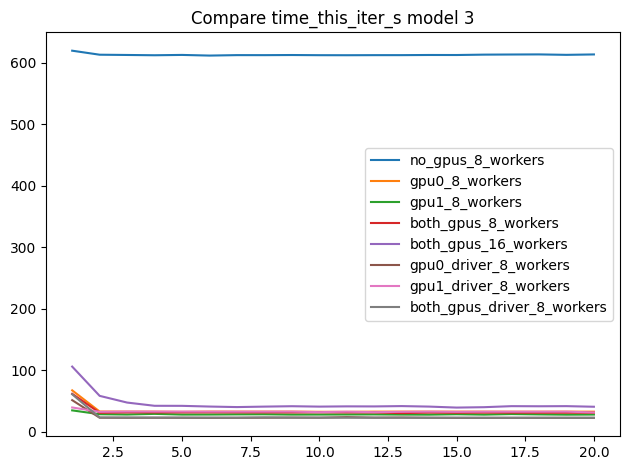 Compare time_this_iter_s model 3
600
500
400
300
200
100
0
no_gpus_8_workers
gpu0_8_workers
gpu1_8_workers
both_gpus_8_workers
both_gpus_16_workers
gpu0_driver_8_workers
gpu1_driver_8_workers
both_gpus_driver_8_workers
2.5 5.0 7.5 10.0 12.5 15.0 17.5 20.0